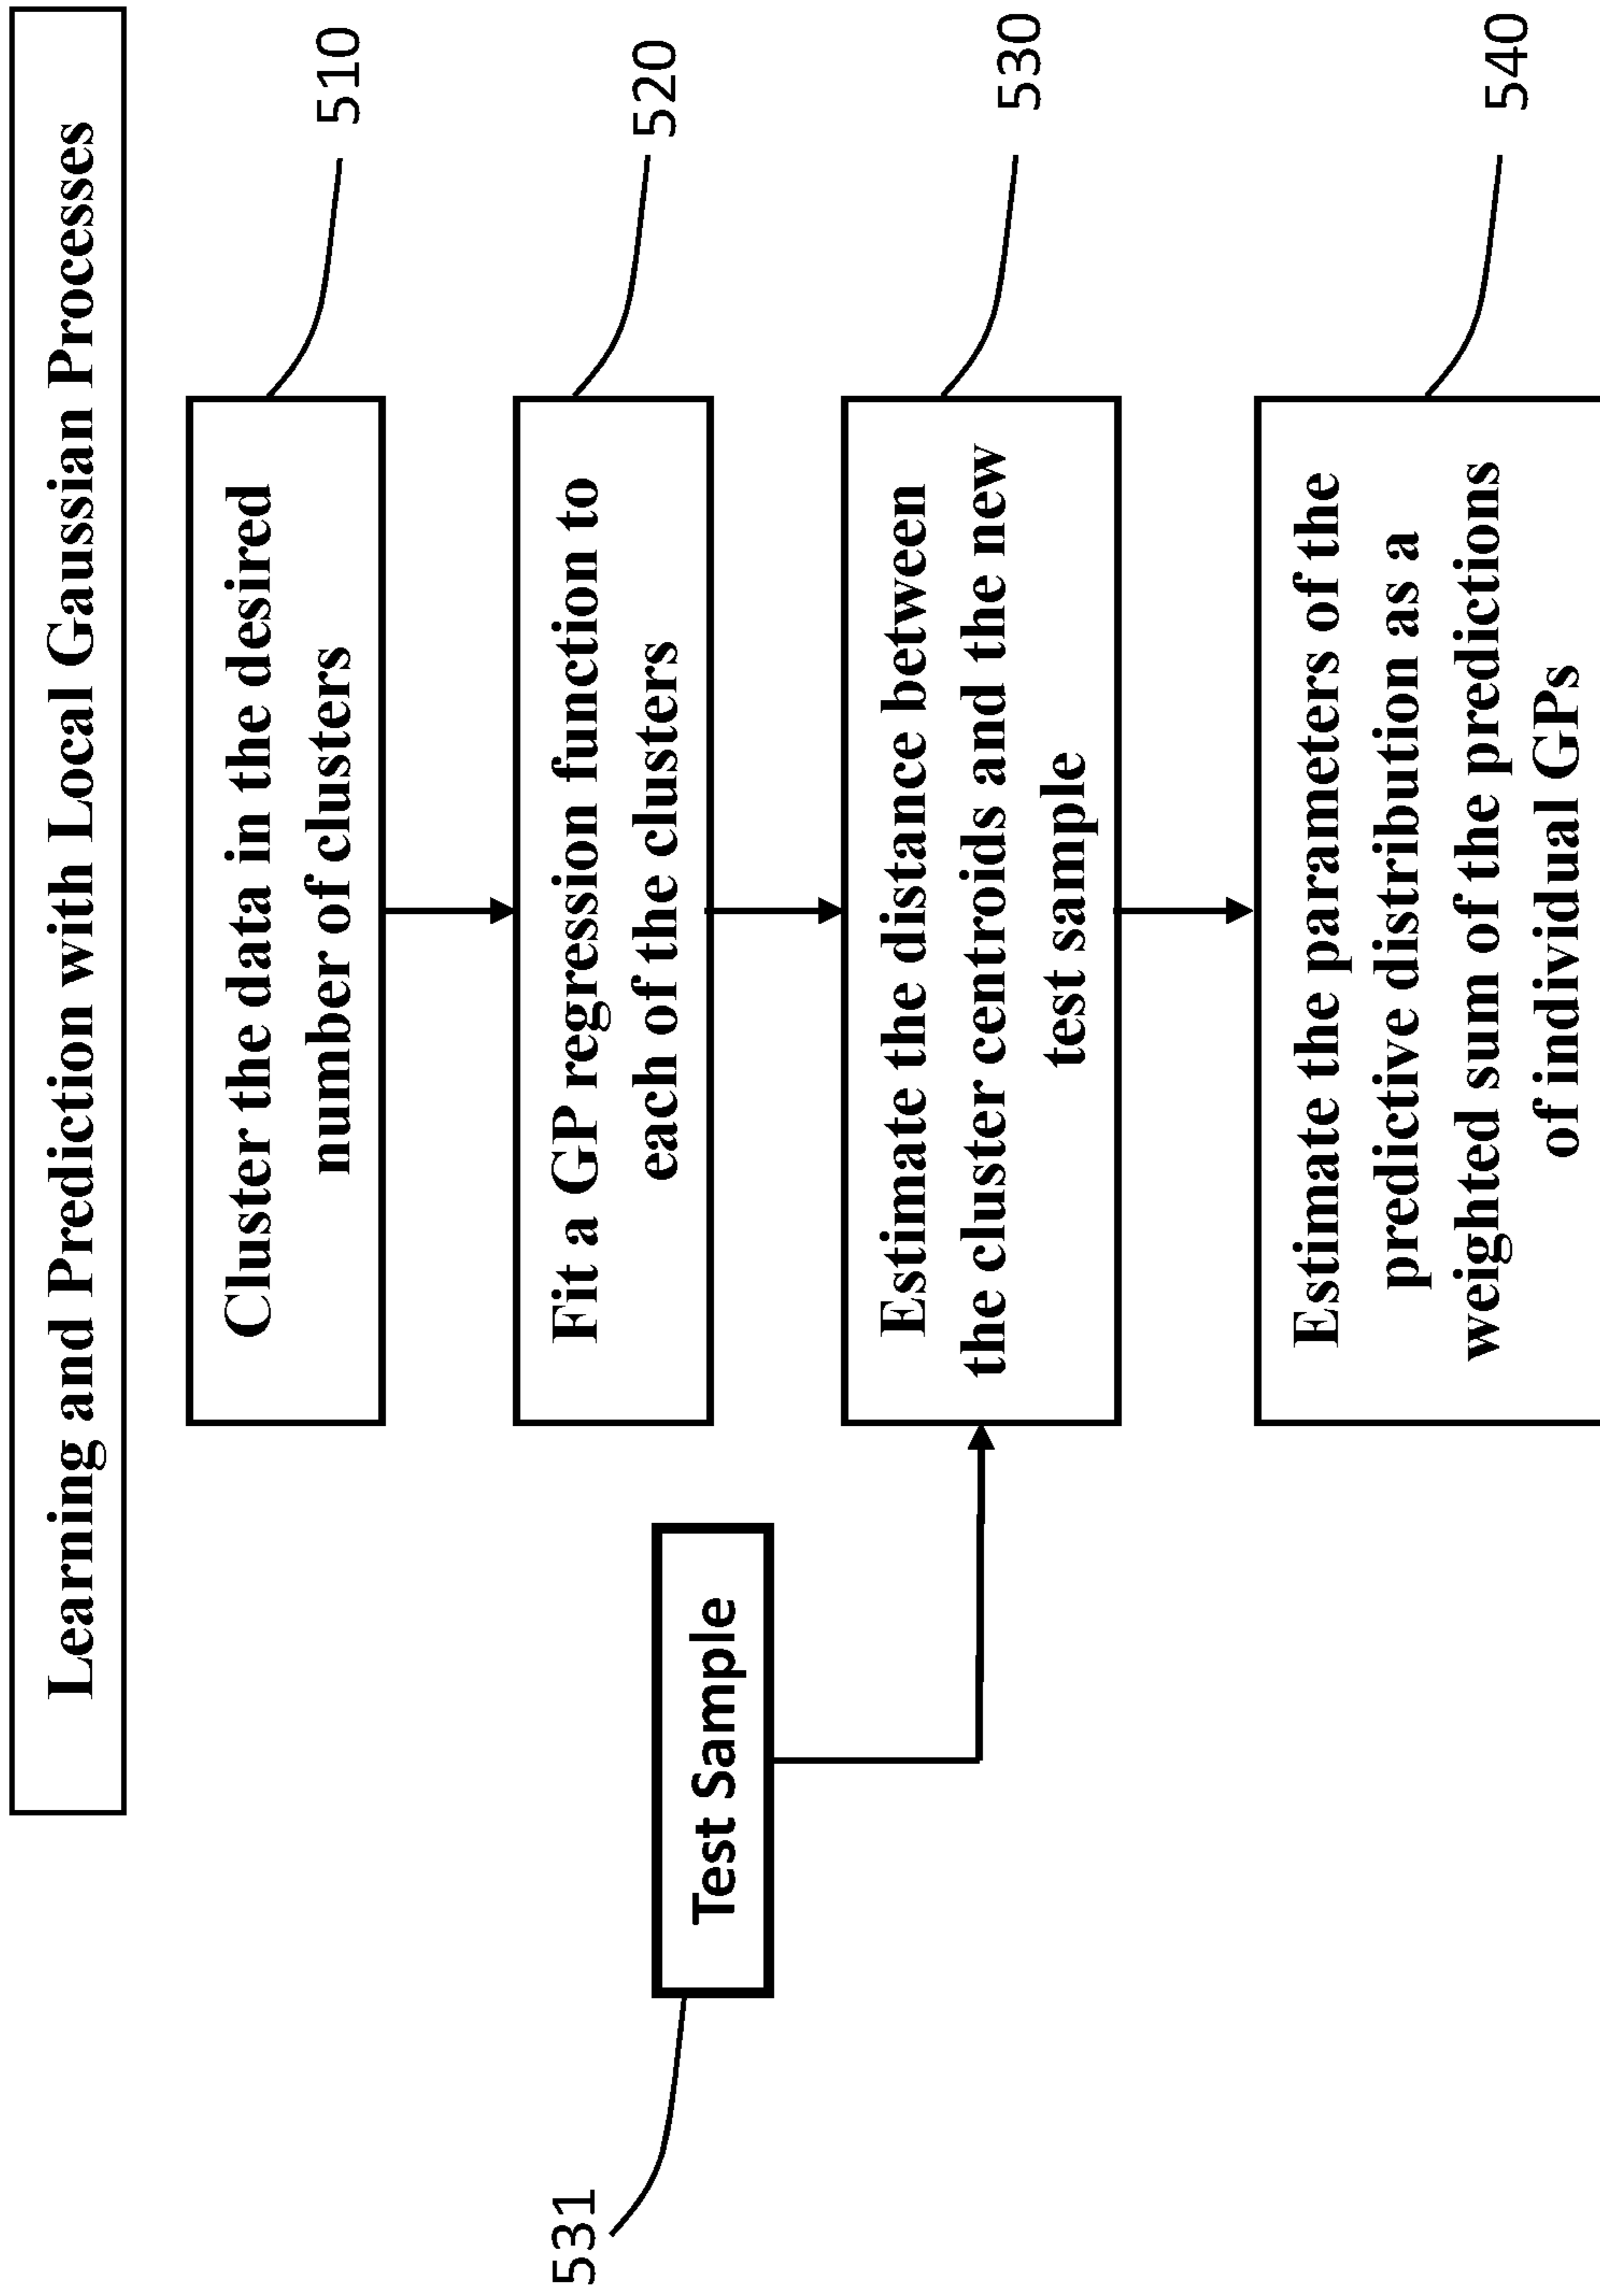 Learning and Prediction with Local Gaussian Processes
Cluster the data in the desired
number of clusters
510
Fit a GP regression function to
each of the clusters
520
Test Sample
531
Estimate the distance between
the cluster centroids and the new
test sample
530
Estimate the parameters of the
predictive distribution as a
weighted sum of the predictions
of individual GPs
540